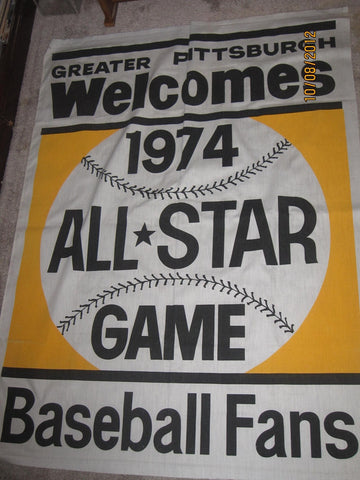 GREATER PITTSBURGH
Welcomes
1974
ALL★STAR
GAME
Baseball Fans
10/08/2012